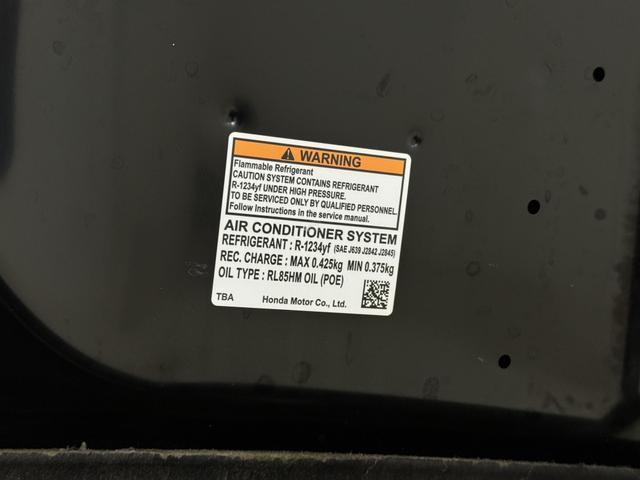 ⚠ WARNING
Flammable Refrigerant
CAUTION SYSTEM CONTAINS REFRIGERANT
R-1234yf UNDER HIGH PRESSURE.
TO BE SERVICED ONLY BY QUALIFIED PERSONNEL.
Follow Instructions in the service manual.
AIR CONDITIONER SYSTEM
REFRIGERANT : R-1234yf (SAE J639 J2842 J2845)
REC. CHARGE : MAX 0.425kg MIN 0.375kg
OIL TYPE : RL85HM OIL (POE)
TBA Honda Motor Co., Ltd.